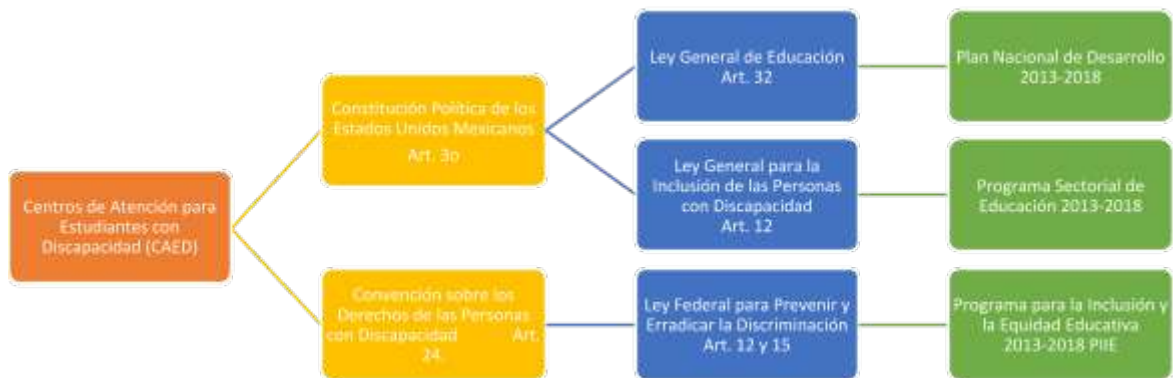 Centros de Atención para
Estudiantes con
Discapacidad (CAED)
Constitución Política de los
Estados Unidos Mexicanos
Art. 3o
Ley General de Educación
Art. 32
Plan Nacional de Desarrollo
2013-2018
Ley General para la
Inclusión de las Personas
con Discapacidad
Art. 12
Programa Sectorial de
Educación 2013-2018
Convención sobre los
Derechos de las Personas
con Discapacidad Art.
24.
Ley Federal para Prevenir y
Erradicar la Discriminación
Art. 12 y 15
Programa para la Inclusión y
la Equidad Educativa
2013-2018 PIIE